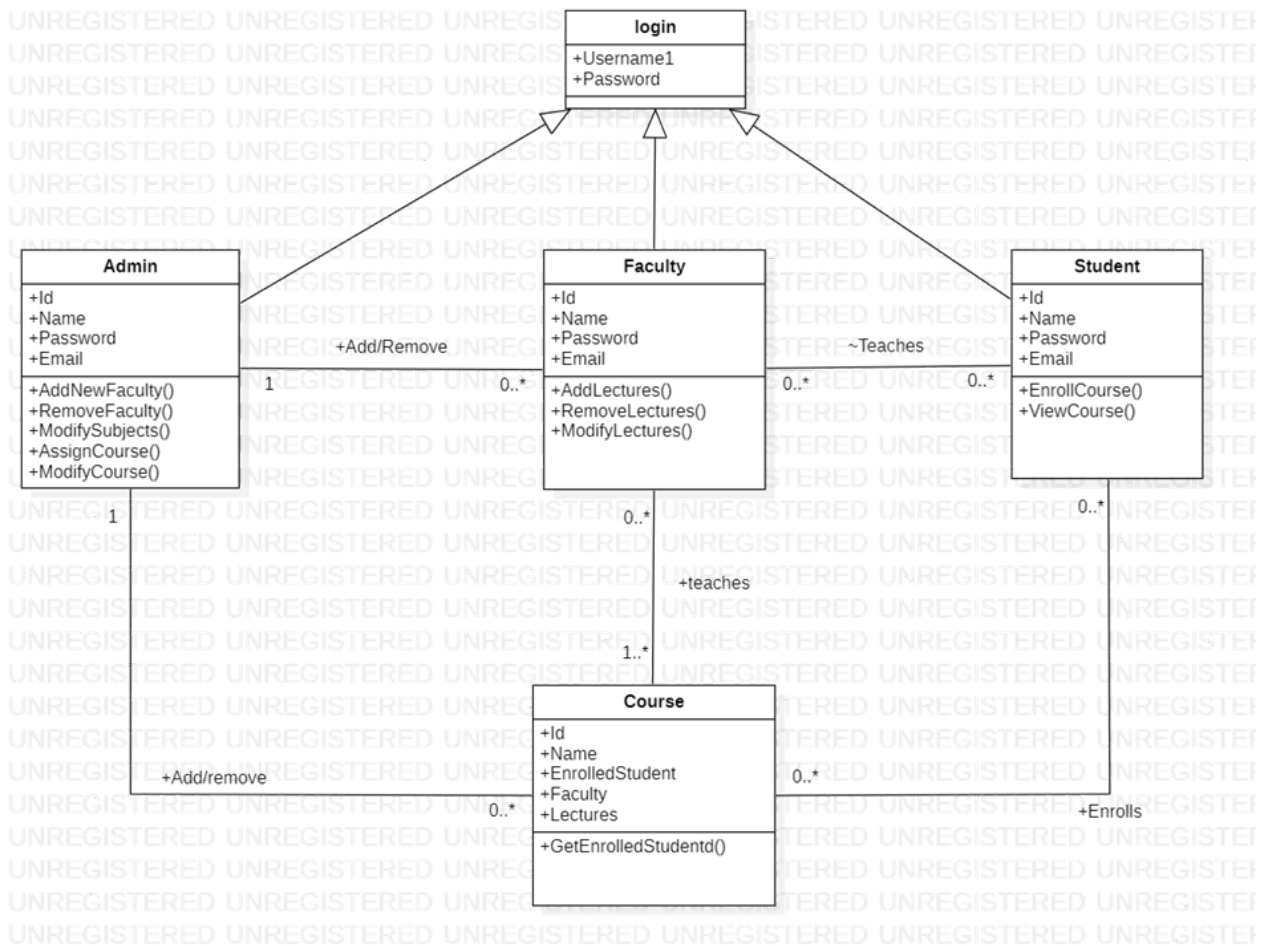 login
+Username1
+Password
Admin
+Id
+Name
+Password
+Email
+AddNewFaculty()
+RemoveFaculty()
+ModifySubjects()
+AssignCourse()
+ModifyCourse()
+Add/Remove
1
0..*
Faculty
+Id
+Name
+Password
+Email
+AddLectures()
+RemoveLectures()
+ModifyLectures()
~Teaches
0..*
0..*
Student
+Id
+Name
+Password
+Email
+EnrollCourse()
+ViewCourse()
1
0..*
0..*
+teaches
1..*
Course
+Id
+Name
+EnrolledStudent
+Faculty
+Lectures
+GetEnrolledStudentd()
+Add/remove
0..*
0..*
+Enrolls
UNREGISTERED UNREGISTERED UNREGISTERED UNREGISTERED UNREGISTERED